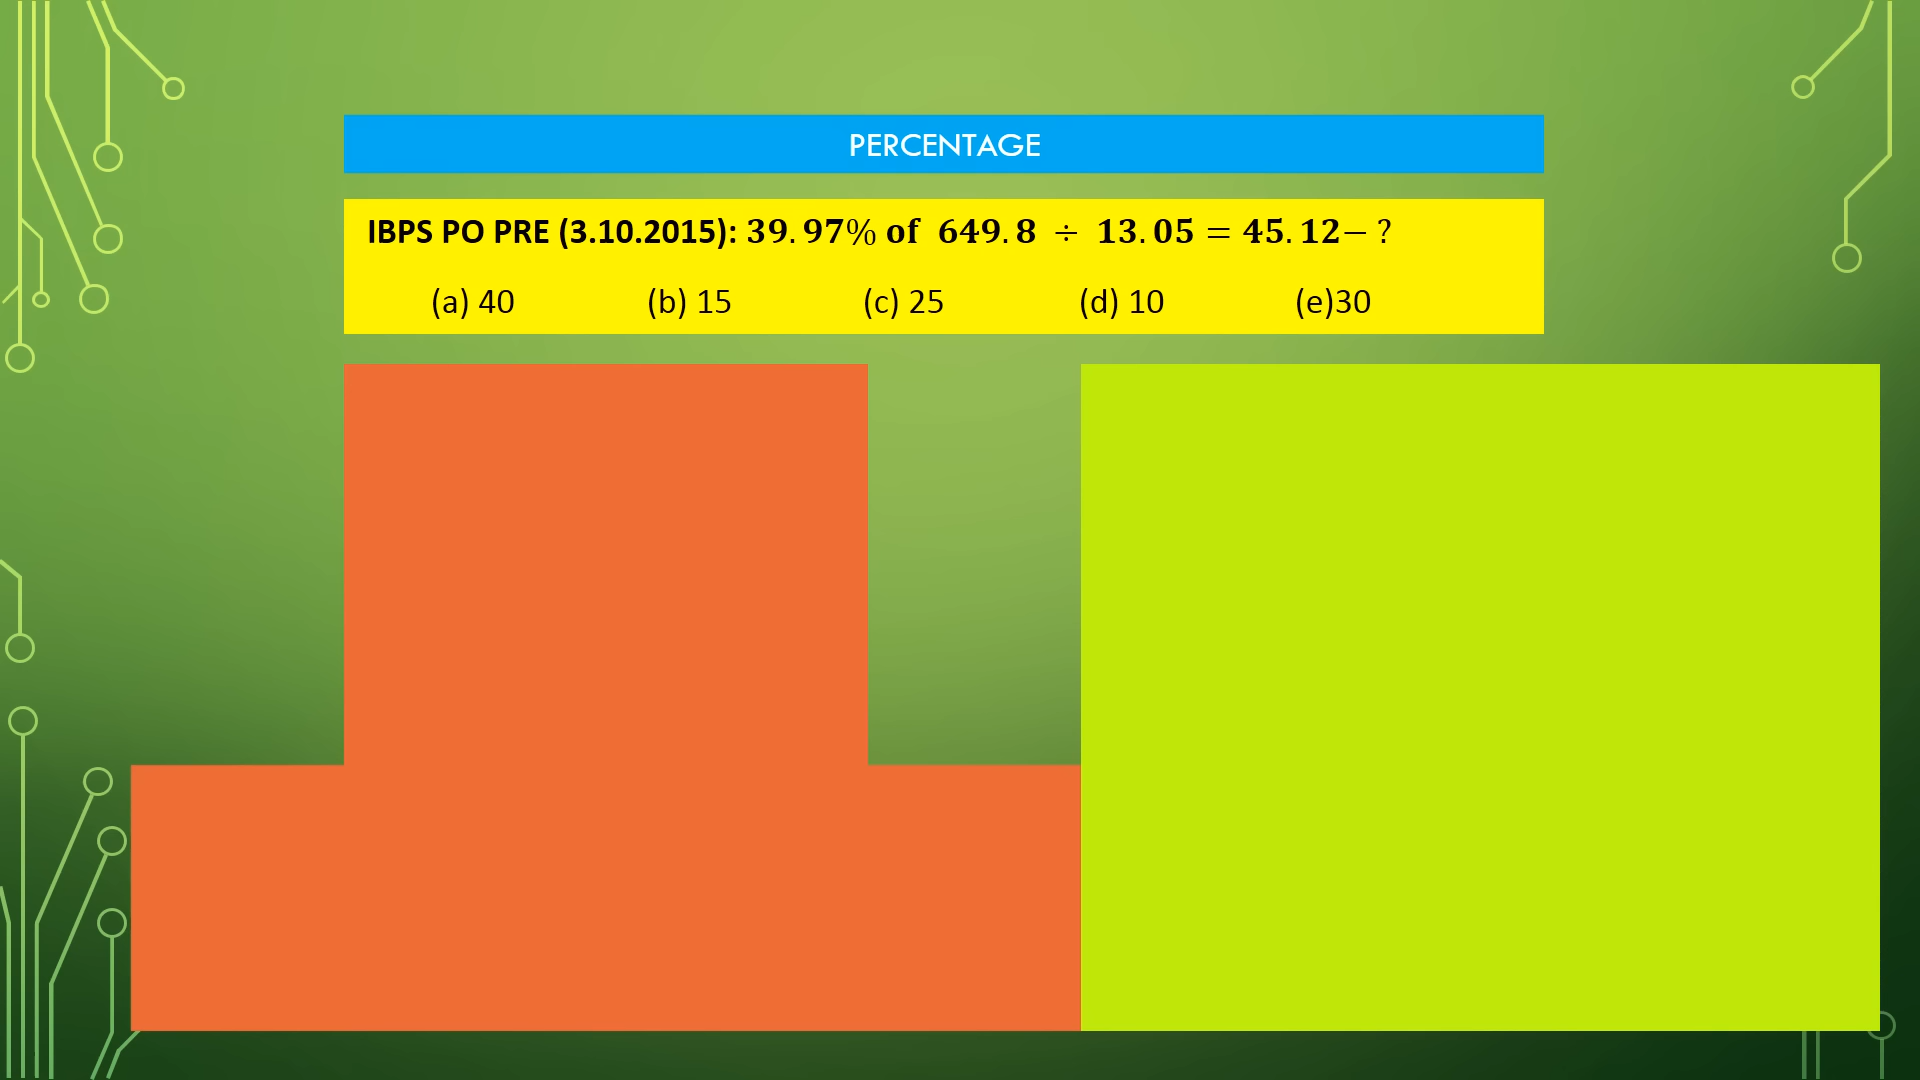 PERCENTAGE
IBPS PO PRE (3.10.2015): 39.97% of 649.8 ÷ 13.05 = 45.12− ?
(a) 40 (b) 15 (c) 25 (d) 10 (e)30